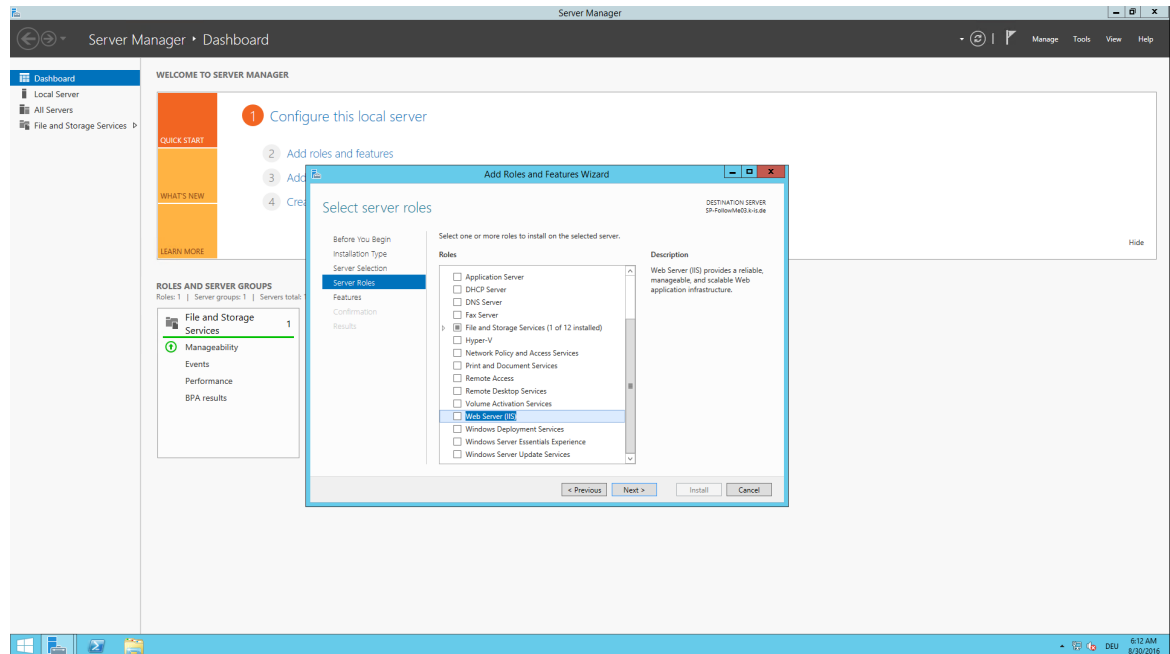 Server Manager
Server Manager • Dashboard
Manage Tools View Help
Dashboard
Local Server
All Servers
File and Storage Services
WELCOME TO SERVER MANAGER
QUICK START
WHAT'S NEW
LEARN MORE
1 Configure this local server
2 Add roles and features
3 Add
4 Crea
Hide
ROLES AND SERVER GROUPS
Roles: 1 | Server groups: 1 | Servers total: 1
File and Storage Services 1
Manageability
Events
Performance
BPA results
Add Roles and Features Wizard
Select server roles
DESTINATION SERVER
SP-FollowMe03.k-is.de
Before You Begin
Installation Type
Server Selection
Server Roles
Features
Confirmation
Results
Select one or more roles to install on the selected server.
Roles
Application Server
DHCP Server
DNS Server
Fax Server
File and Storage Services (1 of 12 installed)
Hyper-V
Network Policy and Access Services
Print and Document Services
Remote Access
Remote Desktop Services
Volume Activation Services
Web Server (IIS)
Windows Deployment Services
Windows Server Essentials Experience
Windows Server Update Services
Description
Web Server (IIS) provides a reliable,
manageable, and scalable Web
application infrastructure.
< Previous Next > Install Cancel
DEU 6:12 AM
8/30/2016